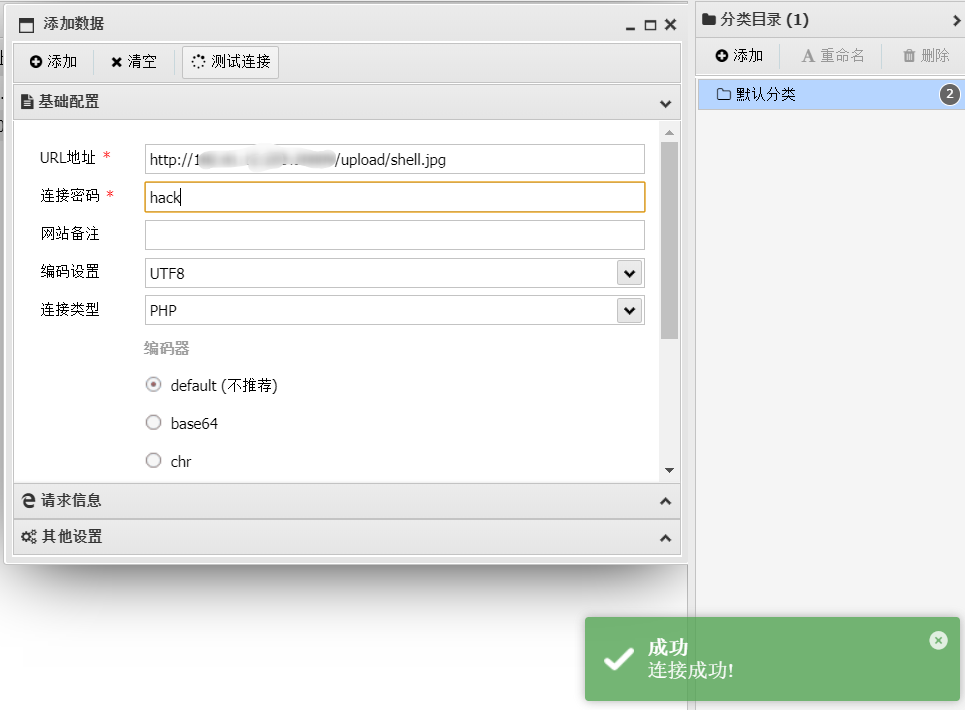 添加数据
添加 清空 测试连接
基础配置
URL地址 * http://1 /upload/shell.jpg
连接密码 * hack
网站备注
编码设置 UTF8
连接类型 PHP
编码器
default (不推荐)
base64
chr
请求信息
其他设置
分类目录 (1)
添加 重命名 删除
默认分类 2
成功
连接成功!